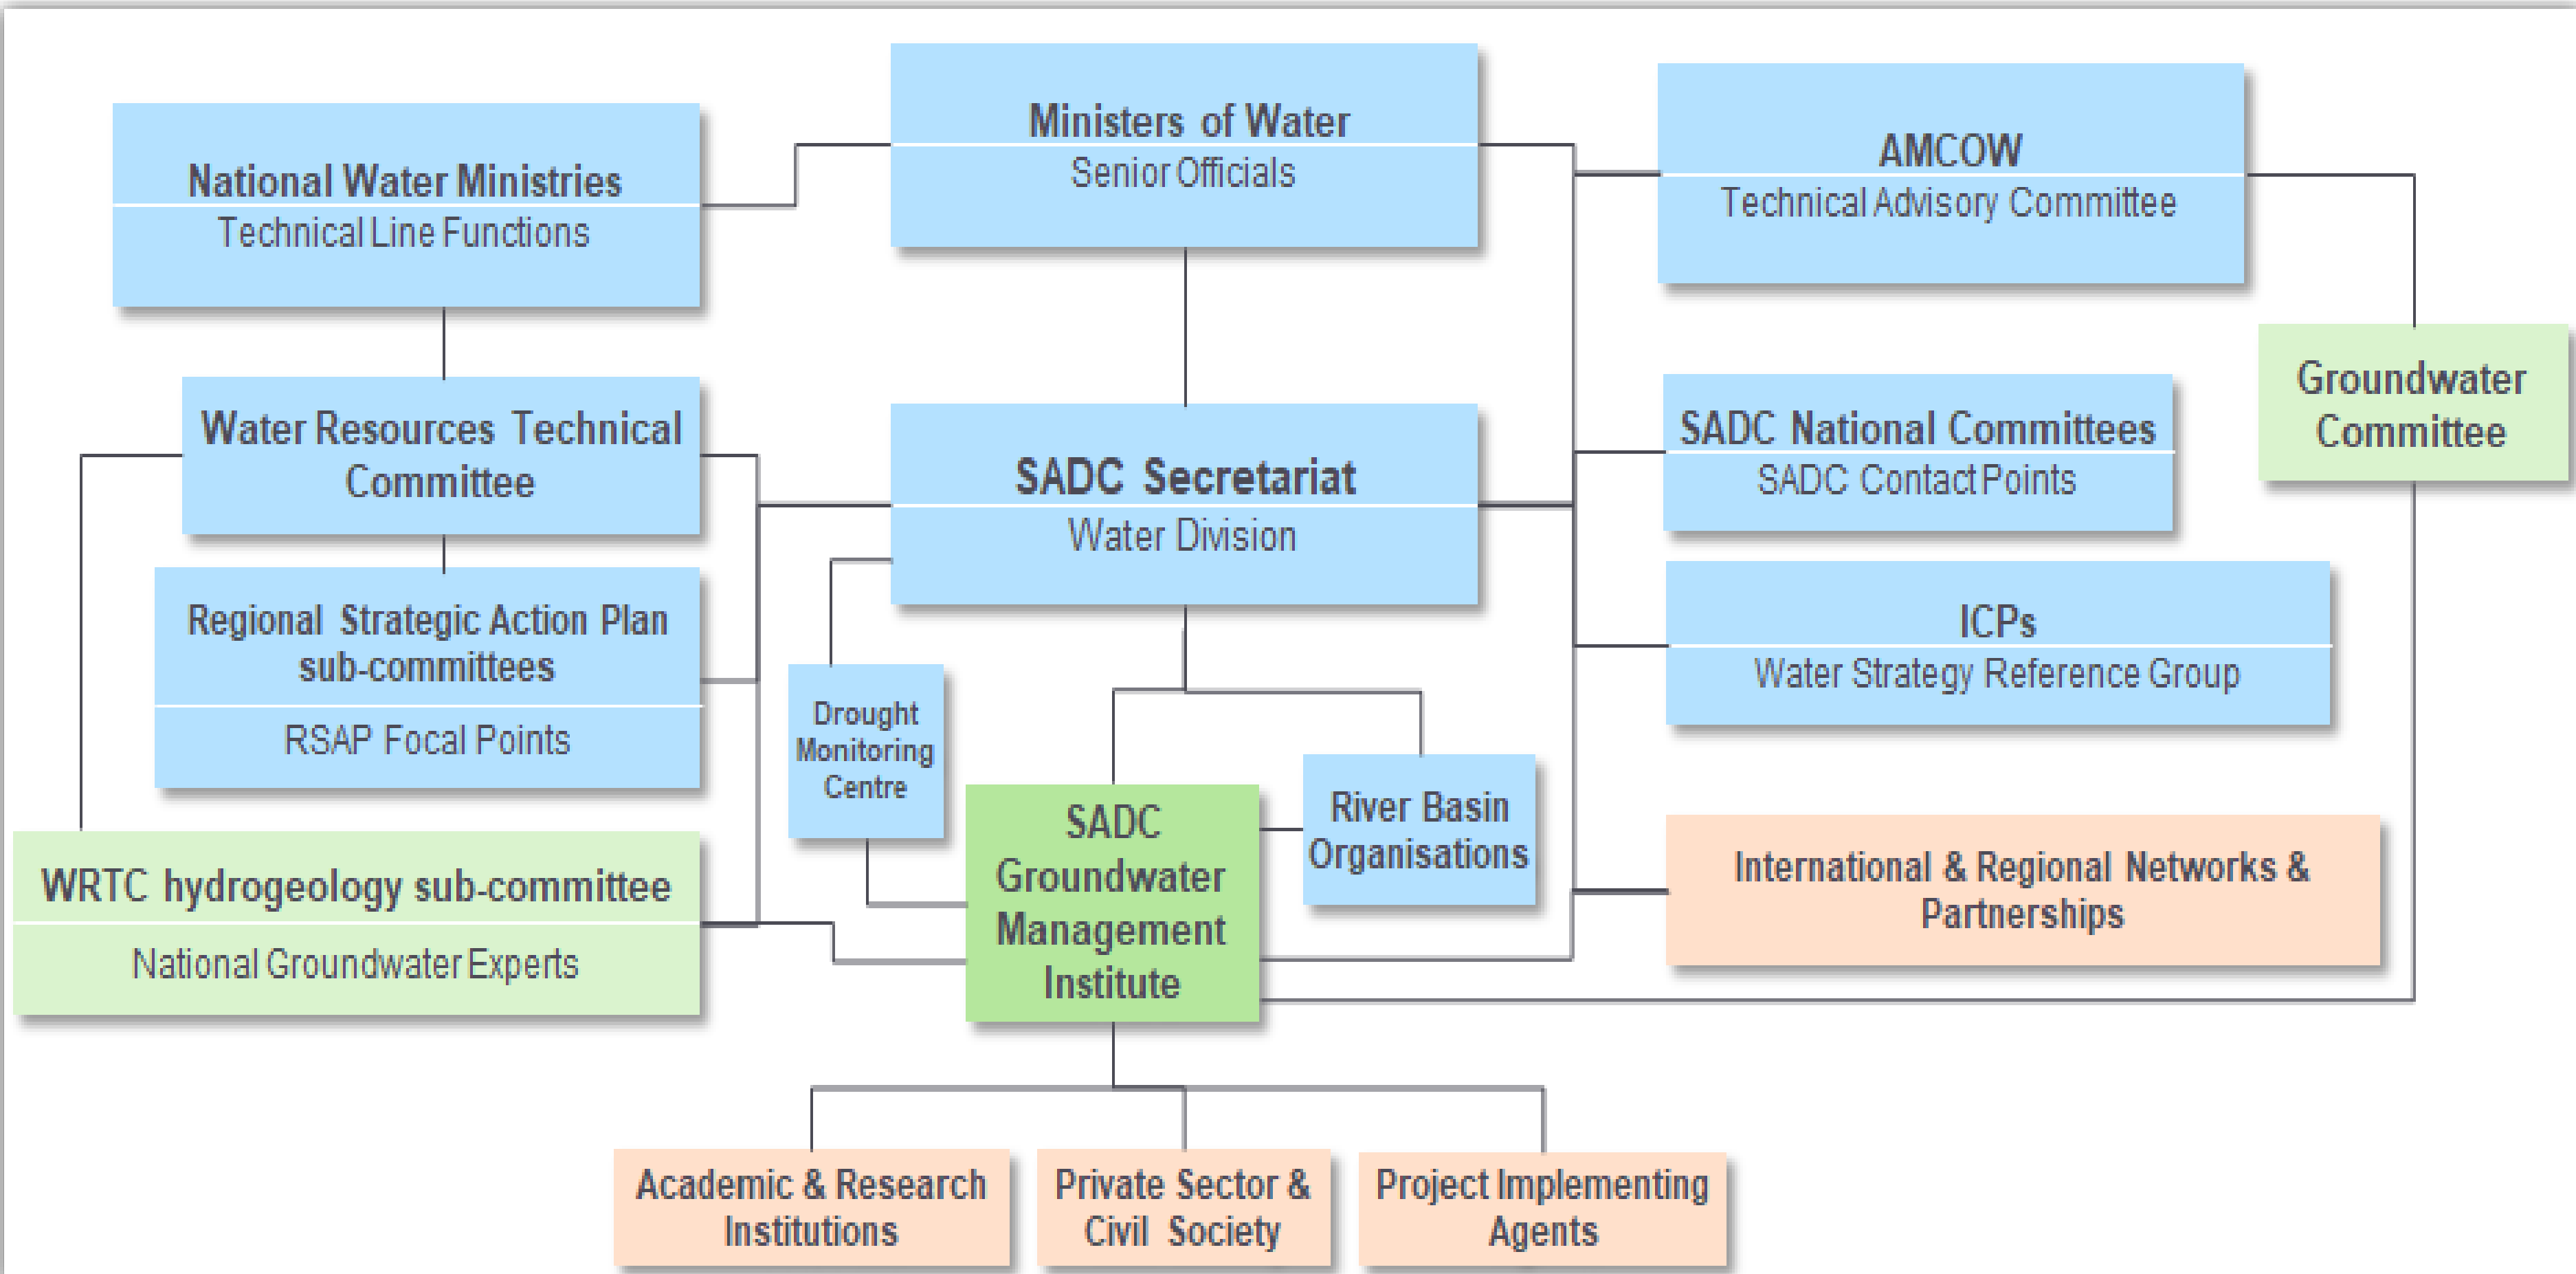 Ministers of Water
Senior Officials
National Water Ministries
Technical Line Functions
AMCOW
Technical Advisory Committee
Groundwater
Committee
Water Resources Technical
Committee
SADC Secretariat
Water Division
SADC National Committees
SADC Contact Points
Regional Strategic Action Plan
sub-committees
RSAP Focal Points
ICPs
Water Strategy Reference Group
Drought
Monitoring
Centre
River Basin
Organisations
SADC
Groundwater
Management
Institute
WRTC hydrogeology sub-committee
National Groundwater Experts
International & Regional Networks &
Partnerships
Academic & Research
Institutions
Private Sector &
Civil Society
Project Implementing
Agents